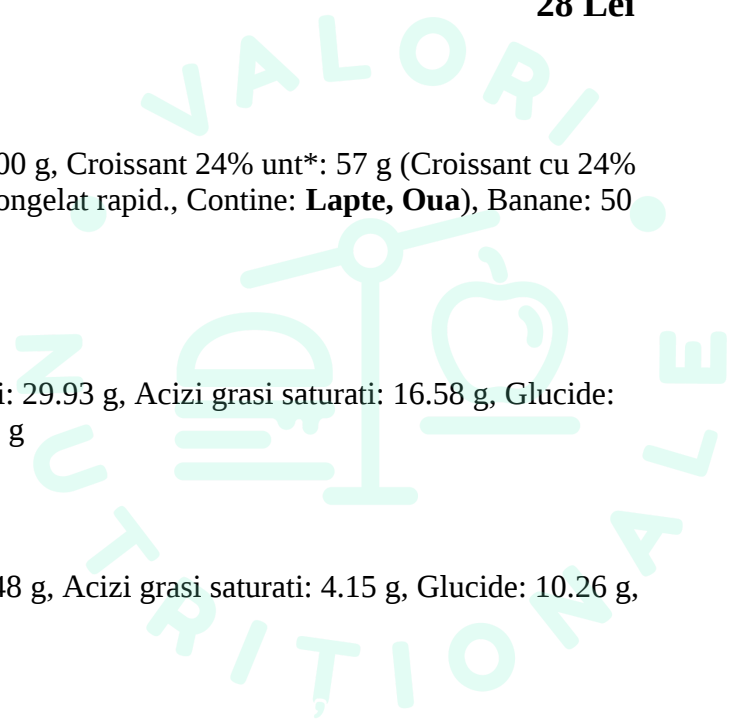 28 Lei
00 g, Croissant 24% unt*: 57 g (Croissant cu 24%
ongelat rapid., Contine: Lapte, Oua), Banane: 50
i: 29.93 g, Acizi grasi saturati: 16.58 g, Glucide:
g
48 g, Acizi grasi saturati: 4.15 g, Glucide: 10.26 g,
VALORI
NUTRIȚIONALE